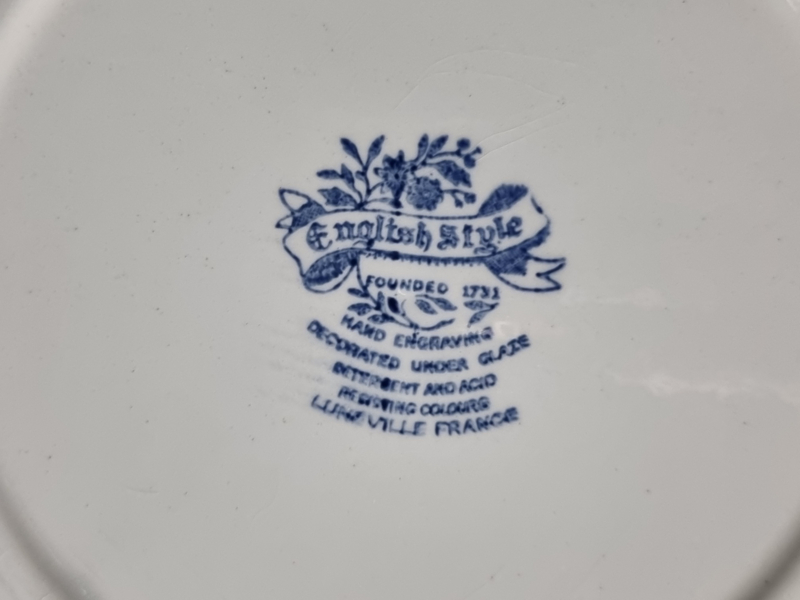 English Style
FOUNDED 1731
HAND ENGRAVING
DECORATED UNDER GLAZE
DETERGENT AND ACID
RESISTING COLOURS
LUNEVILLE FRANCE